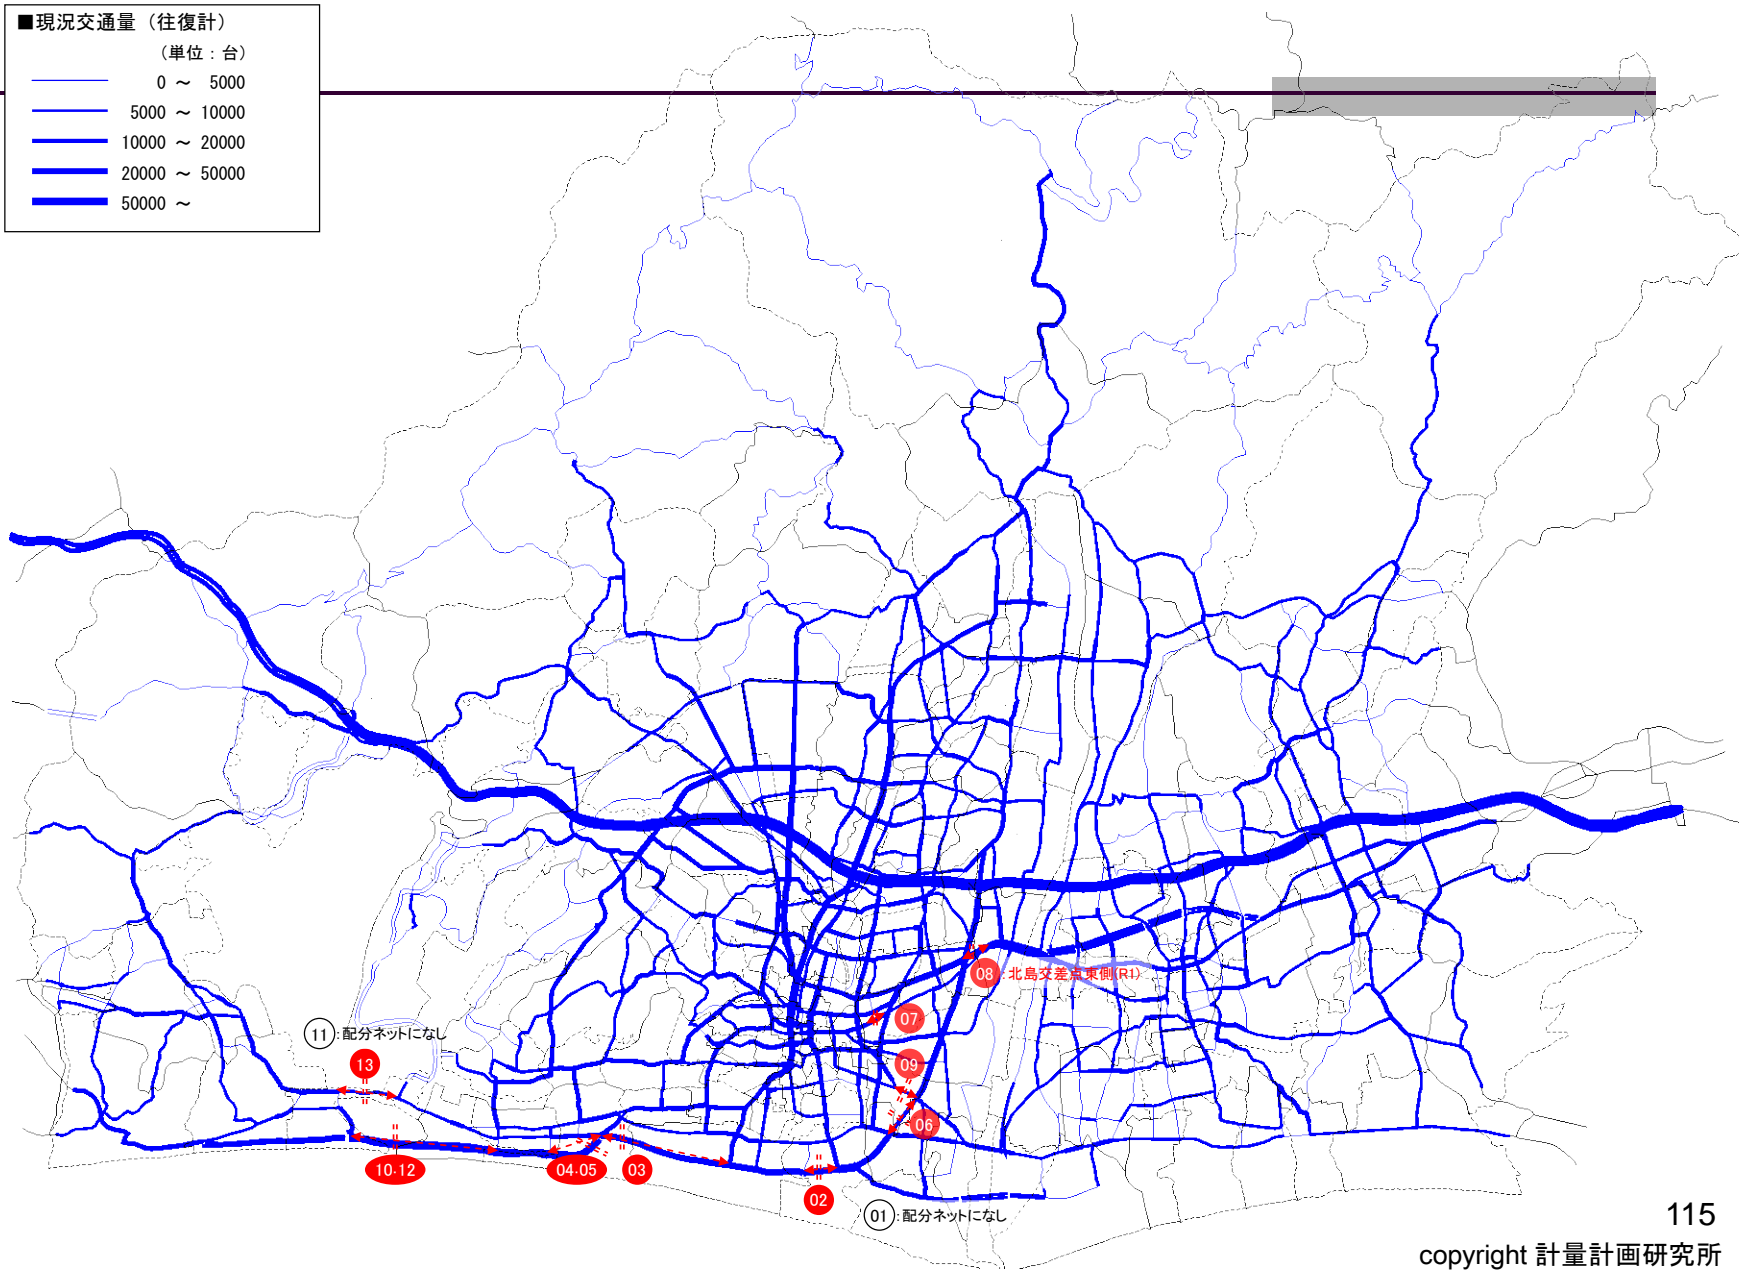 ■現況交通量（往復計）
（単位：台）
0 ～ 5000
5000 ～ 10000
10000 ～ 20000
20000 ～ 50000
50000 ～
08：北島交差点東側(R1)
07
11：配分ネットになし
13
09
06
10・12
04・05
03
02
01：配分ネットになし
115
copyright 計量計画研究所